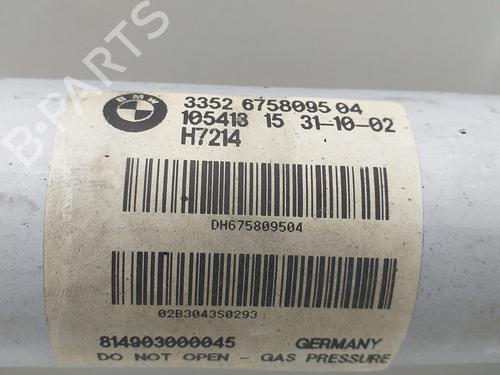 BMW
3352 6758095 04
105413 15 31-10-02
H7214
DH675809504
02B3043S0293
814903000045 GERMANY
DO NOT OPEN - GAS PRESSURE
B-PARTS